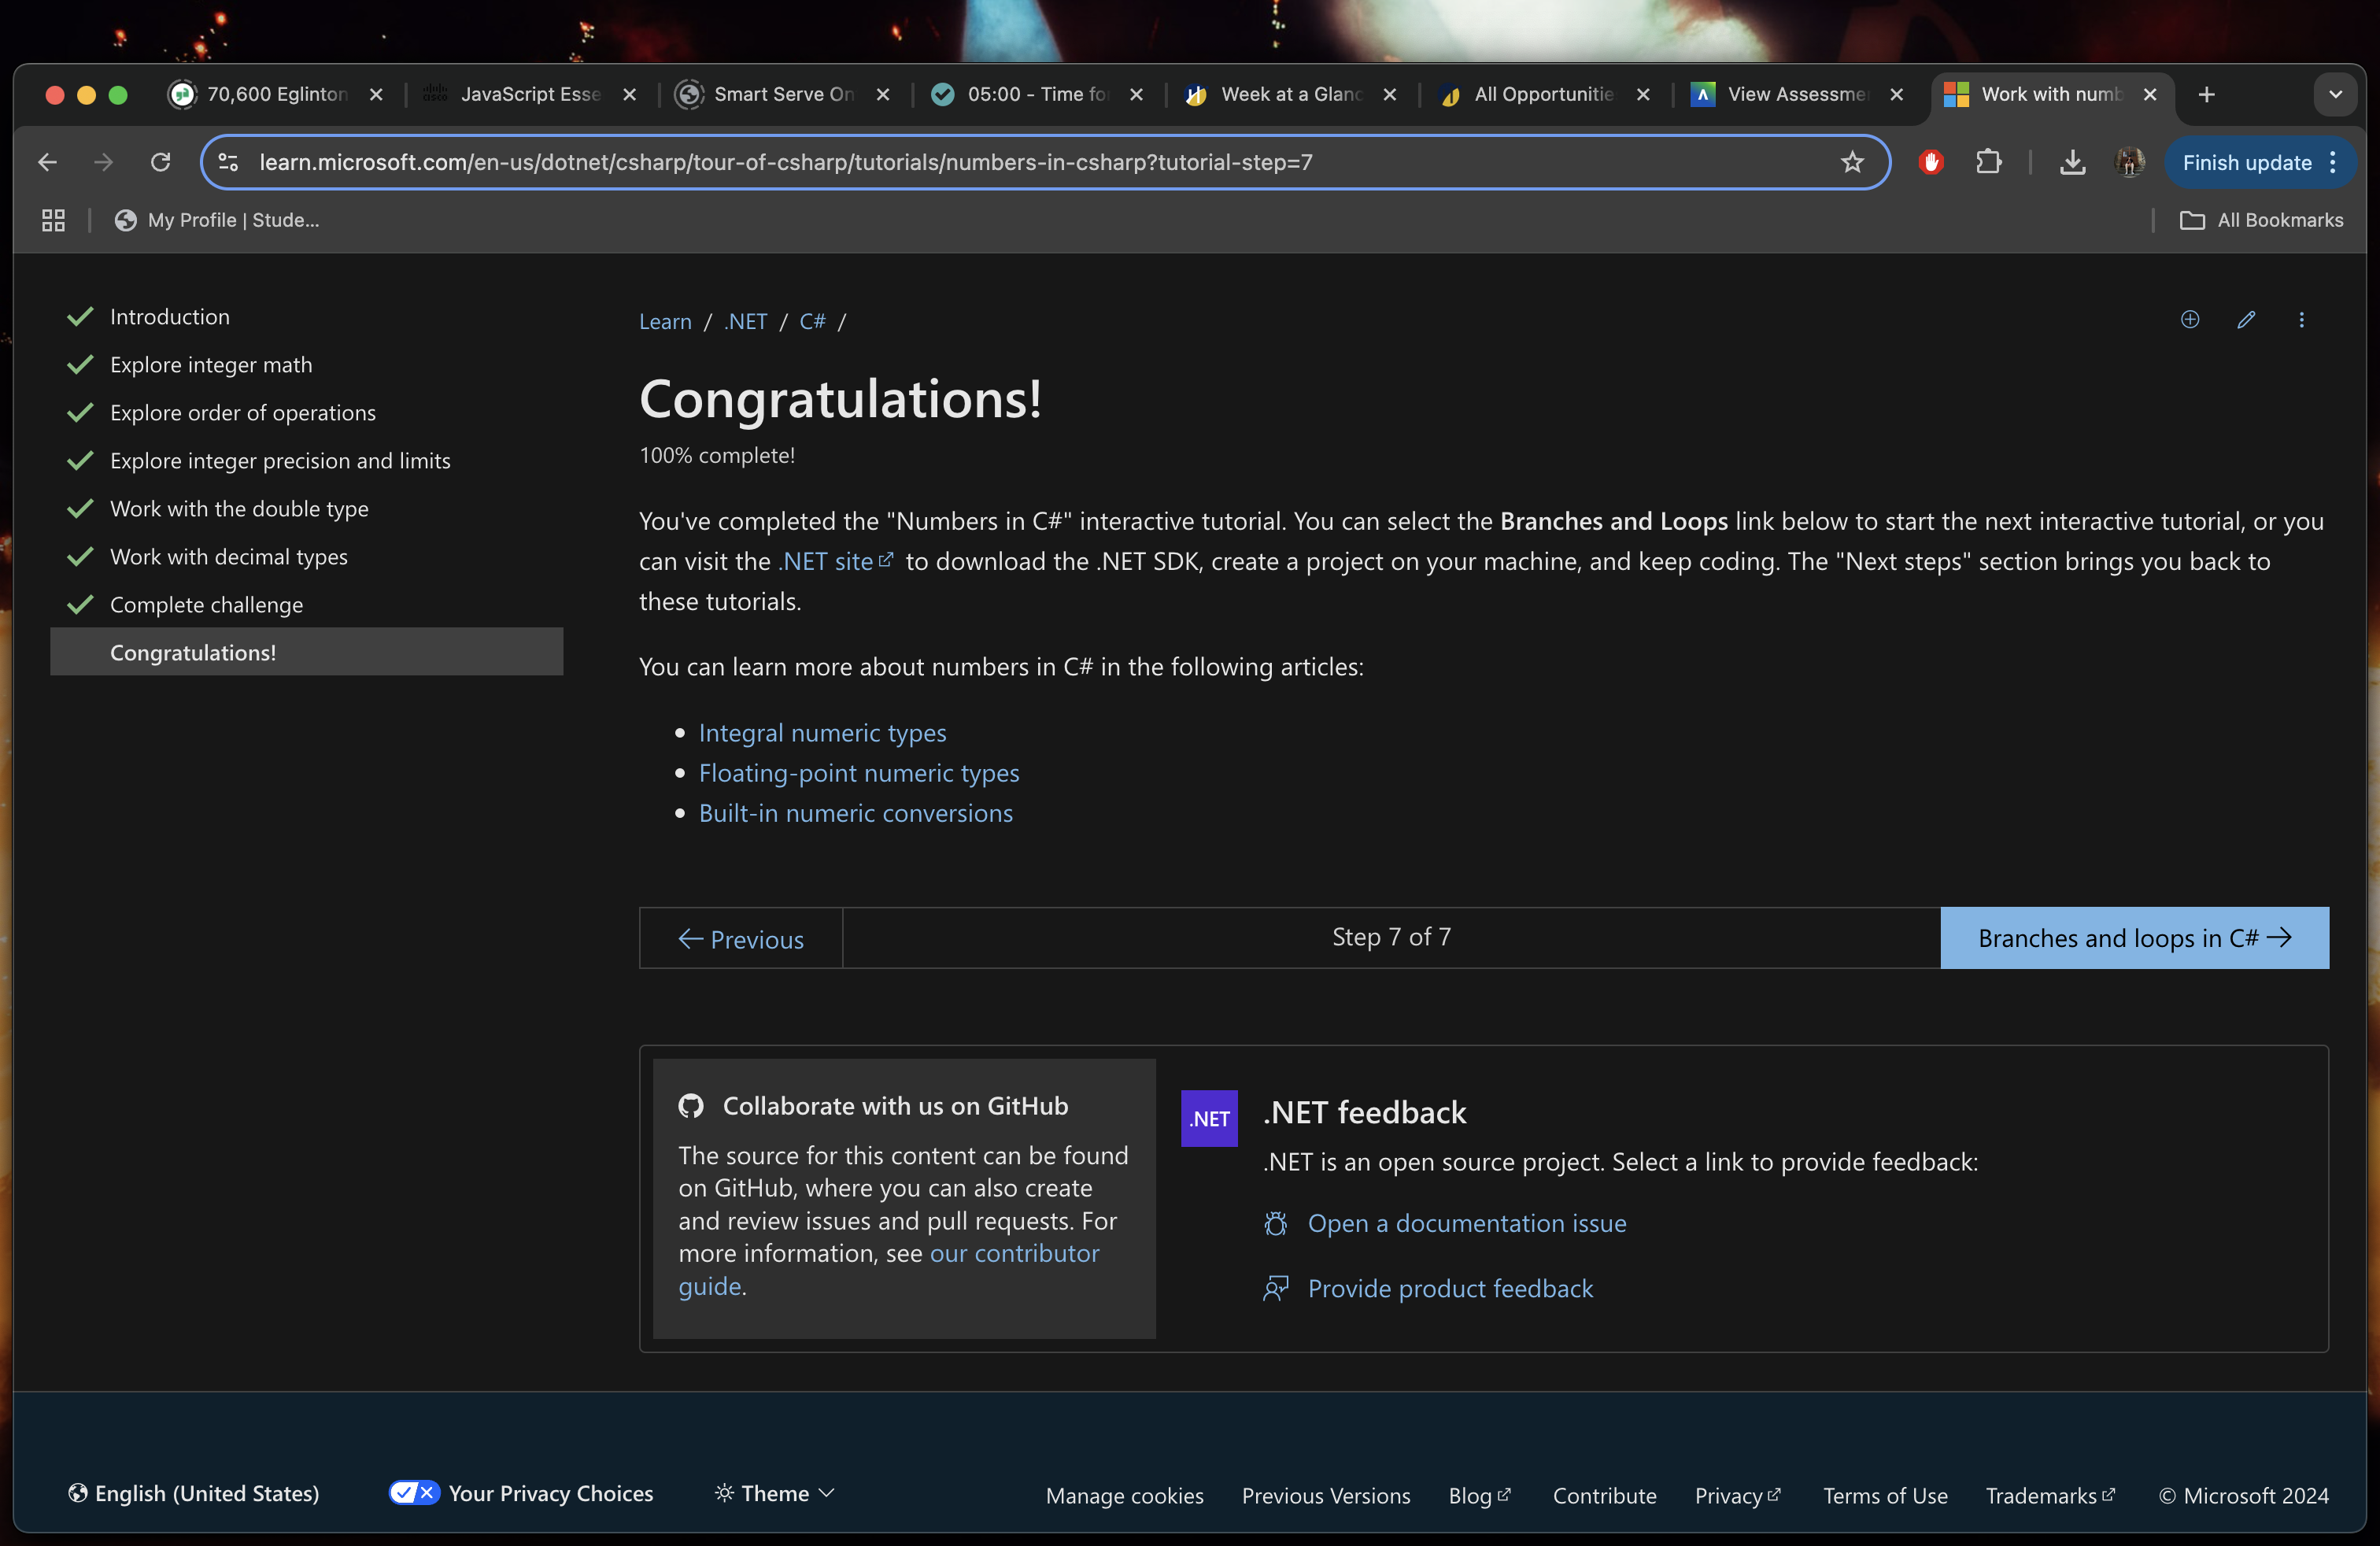 70,600 Eglinton
JavaScript Esse
Smart Serve On
05:00 - Time fo
Week at a Glanc
All Opportunitie
View Assessme
Work with numb
learn.microsoft.com/en-us/dotnet/csharp/tour-of-csharp/tutorials/numbers-in-csharp?tutorial-step=7
Finish update
My Profile | Stude...
All Bookmarks
Introduction
Explore integer math
Explore order of operations
Explore integer precision and limits
Work with the double type
Work with decimal types
Complete challenge
Congratulations!
Learn / .NET / C# /
Congratulations!
100% complete!
You've completed the "Numbers in C#" interactive tutorial. You can select the Branches and Loops link below to start the next interactive tutorial, or you
can visit the .NET site to download the .NET SDK, create a project on your machine, and keep coding. The "Next steps" section brings you back to
these tutorials.
You can learn more about numbers in C# in the following articles:
• Integral numeric types
• Floating-point numeric types
• Built-in numeric conversions
Previous
Step 7 of 7
Branches and loops in C#
Collaborate with us on GitHub
The source for this content can be found
on GitHub, where you can also create
and review issues and pull requests. For
more information, see our contributor
guide.
.NET
.NET feedback
.NET is an open source project. Select a link to provide feedback:
Open a documentation issue
Provide product feedback
English (United States)
Your Privacy Choices
Theme
Manage cookies
Previous Versions
Blog
Contribute
Privacy
Terms of Use
Trademarks
© Microsoft 2024